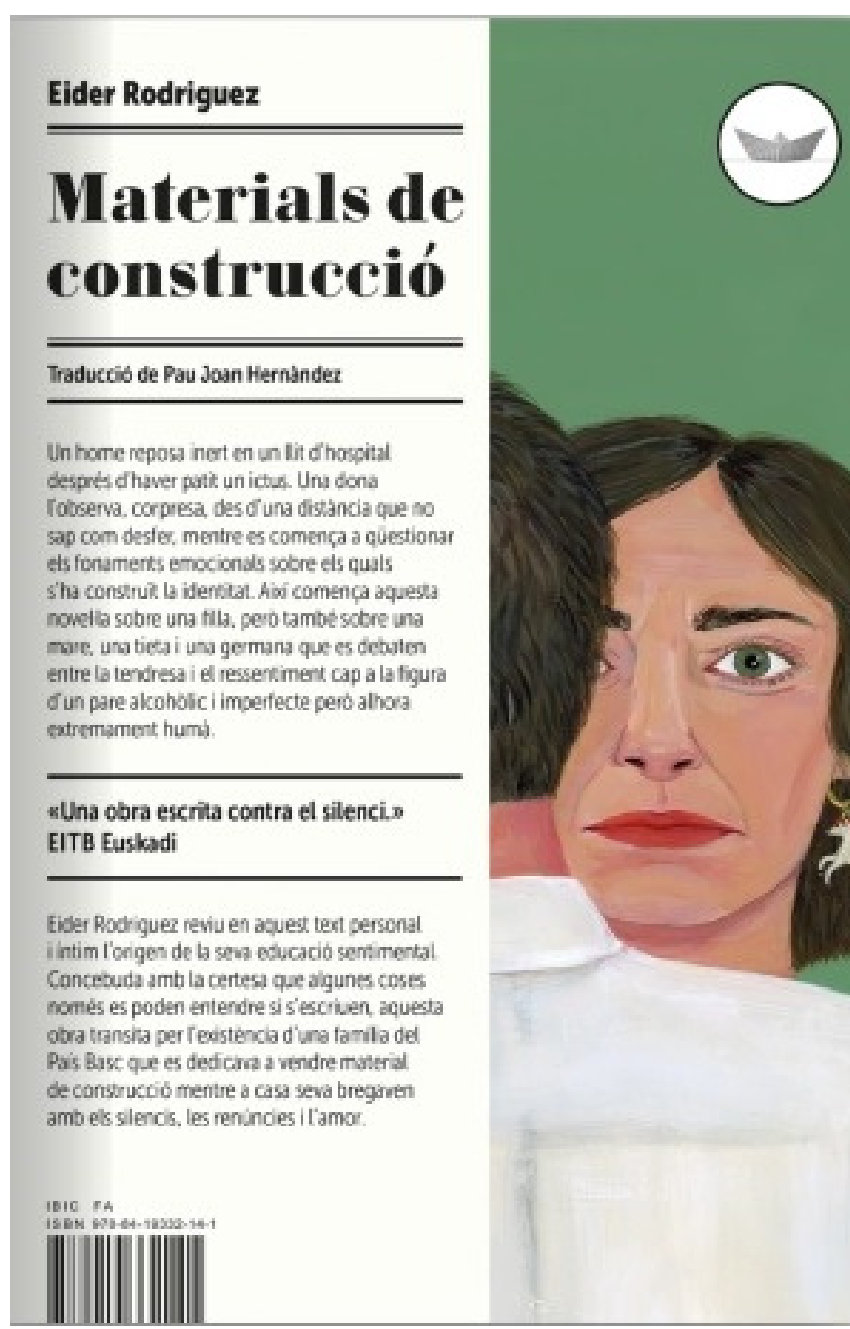 Eider Rodriguez
Materials de
construcció
Traducció de Pau Joan Hernàndez
Un home reposa inert en un llit d'hospital
després d'haver patit un ictus. Una dona
l'observa, corpresa, des d'una distància que no
sap com desfer, mentre es comença a qüestionar
els fonaments emocionals sobre els quals
s'ha construït la identitat. Així comença aquesta
novel·la sobre una filla, però també sobre una
mare, una tieta i una germana que es debaten
entre la tendresa i el ressentiment cap a la figura
d'un pare alcohòlic i imperfecte però alhora
extremament humà.
«Una obra escrita contra el silenci.»
EITB Euskadi
Eider Rodriguez reviu en aquest text personal
i íntim l'origen de la seva educació sentimental.
Concebuda amb la certesa que algunes coses
només es poden entendre si s'escriuen, aquesta
obra transita per l'existència d'una família del
País Basc que es dedicava a vendre material
de construcció mentre a casa seva bregaven
amb els silencis, les renúncies i l'amor.
IBIC FA
ISBN 978-84-19332-14-1